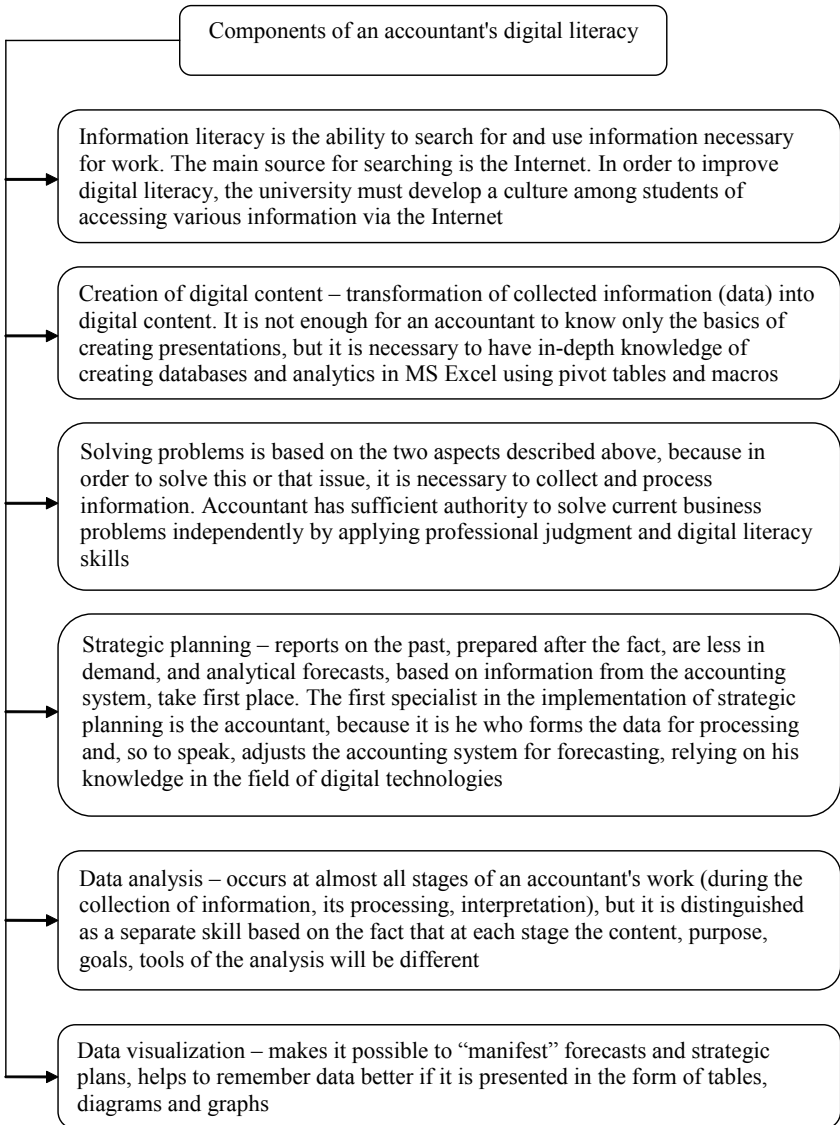 Components of an accountant's digital literacy
Information literacy is the ability to search for and use information necessary
for work. The main source for searching is the Internet. In order to improve
digital literacy, the university must develop a culture among students of
accessing various information via the Internet
Creation of digital content – transformation of collected information (data) into
digital content. It is not enough for an accountant to know only the basics of
creating presentations, but it is necessary to have in-depth knowledge of
creating databases and analytics in MS Excel using pivot tables and macros
Solving problems is based on the two aspects described above, because in
order to solve this or that issue, it is necessary to collect and process
information. Accountant has sufficient authority to solve current business
problems independently by applying professional judgment and digital literacy
skills
Strategic planning – reports on the past, prepared after the fact, are less in
demand, and analytical forecasts, based on information from the accounting
system, take first place. The first specialist in the implementation of strategic
planning is the accountant, because it is he who forms the data for processing
and, so to speak, adjusts the accounting system for forecasting, relying on his
knowledge in the field of digital technologies
Data analysis – occurs at almost all stages of an accountant's work (during the
collection of information, its processing, interpretation), but it is distinguished
as a separate skill based on the fact that at each stage the content, purpose,
goals, tools of the analysis will be different
Data visualization – makes it possible to “manifest” forecasts and strategic
plans, helps to remember data better if it is presented in the form of tables,
diagrams and graphs